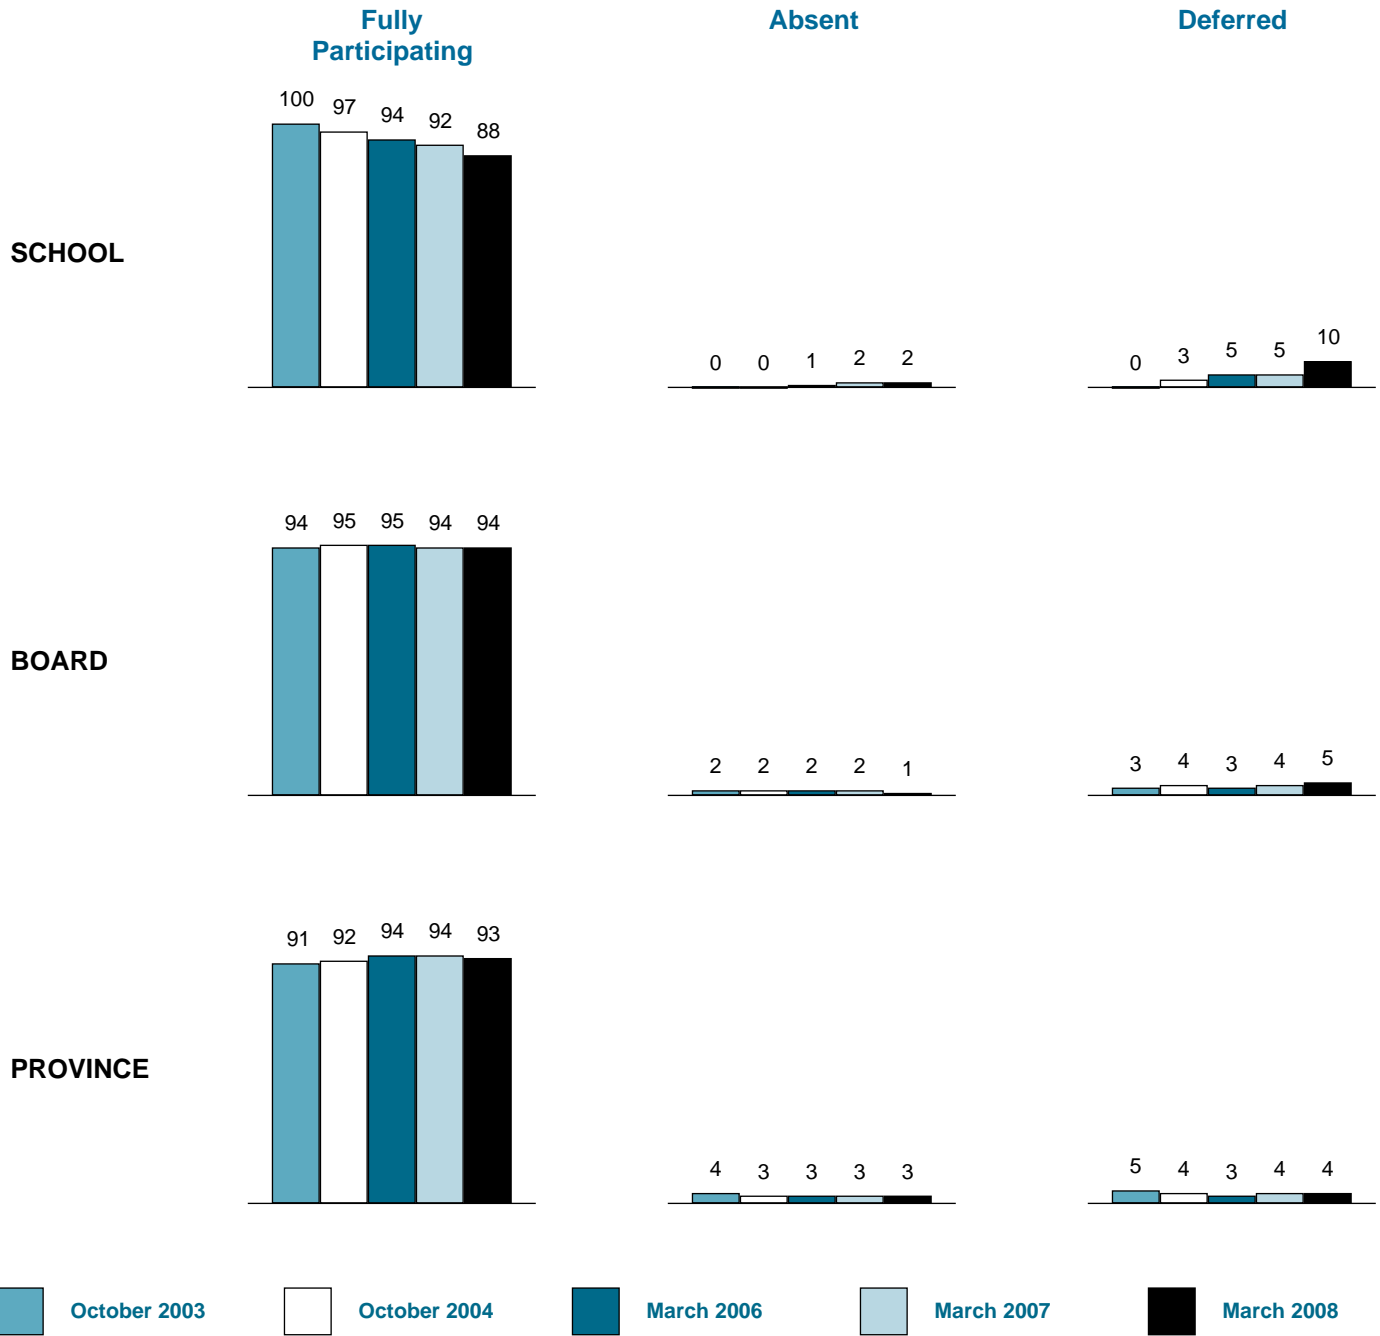 Fully
Participating
Absent
Deferred
100 97 94 92 88
0 0 1 2 2
0 3 5 5 10
SCHOOL
94 95 95 94 94
2 2 2 2 1
3 4 3 4 5
BOARD
91 92 94 94 93
4 3 3 3 3
5 4 3 4 4
PROVINCE
October 2003 October 2004 March 2006 March 2007 March 2008